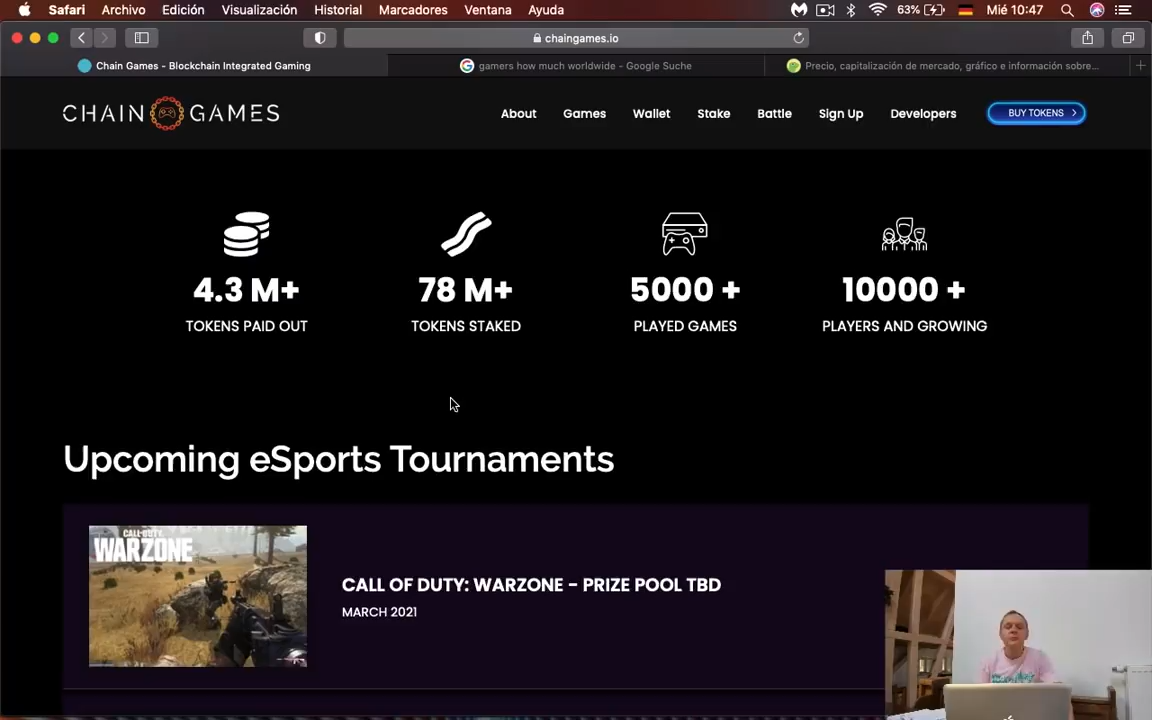 Safari Archivo Edición Visualización Historial Marcadores Ventana Ayuda 63% Mié 10:47
chaingames.io
Chain Games - Blockchain Integrated Gaming
gamers how much worldwide - Google Suche
Precio, capitalización de mercado, gráfico e información sobre...
CHAIN GAMES
About Games Wallet Stake Battle Sign Up Developers BUY TOKENS
4.3 M+ 78 M+ 5000 + 10000 +
TOKENS PAID OUT TOKENS STAKED PLAYED GAMES PLAYERS AND GROWING
Upcoming eSports Tournaments
CALL OF DUTY:
WARZONE
CALL OF DUTY: WARZONE - PRIZE POOL TBD
MARCH 2021